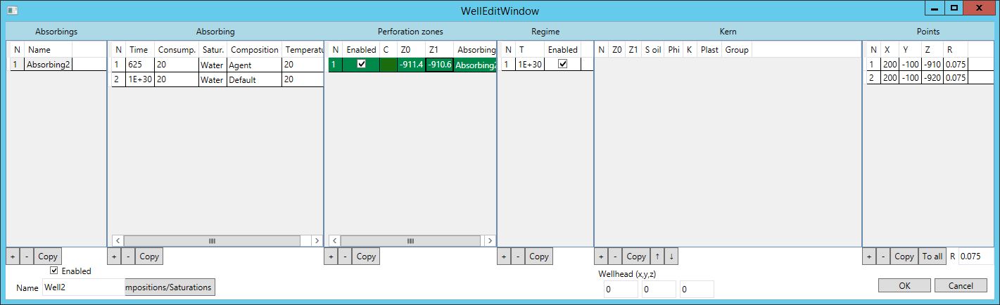 WellEditWindow
Absorbings
Absorbing
Perforation zones
Regime
Kern
Points
N Name
1 Absorbing2
N Time Consump. Satur. Composition Temperatu
1 625 20 Water Agent 20
2 1E+30 20 Water Default 20
N Enabled C Z0 Z1 Absorbing
1 -911.4 -910.6 Absorbing2
N T Enabled
1 1E+30
N Z0 Z1 S oil Phi K Plast Group
N X Y Z R
1 200 -100 -910 0.075
2 200 -100 -920 0.075
+ - Copy
+ - Copy
+ - Copy
+ - Copy
+ - Copy ↑ ↓
+ - Copy To all R 0.075
Enabled
Name Well2 mpositions/Saturations
Wellhead (x,y,z)
0 0 0
OK Cancel